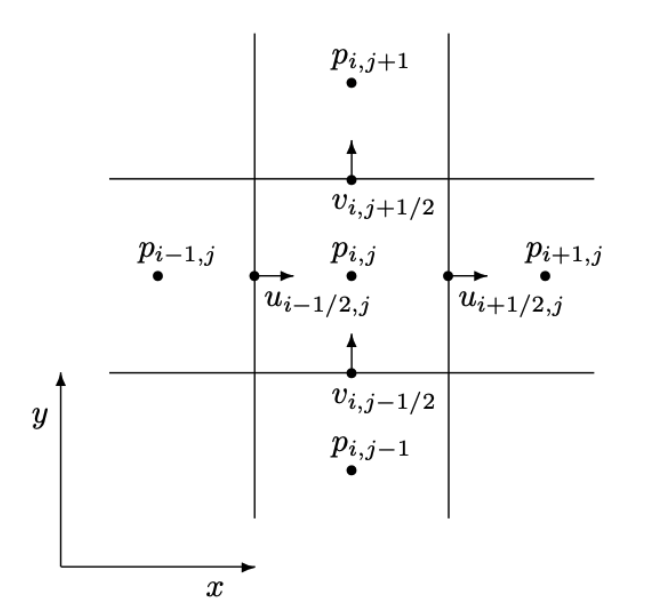 p_{i,j+1}
v_{i,j+1/2}
p_{i-1,j} p_{i,j} p_{i+1,j}
u_{i-1/2,j} u_{i+1/2,j}
v_{i,j-1/2}
y
p_{i,j-1}
x